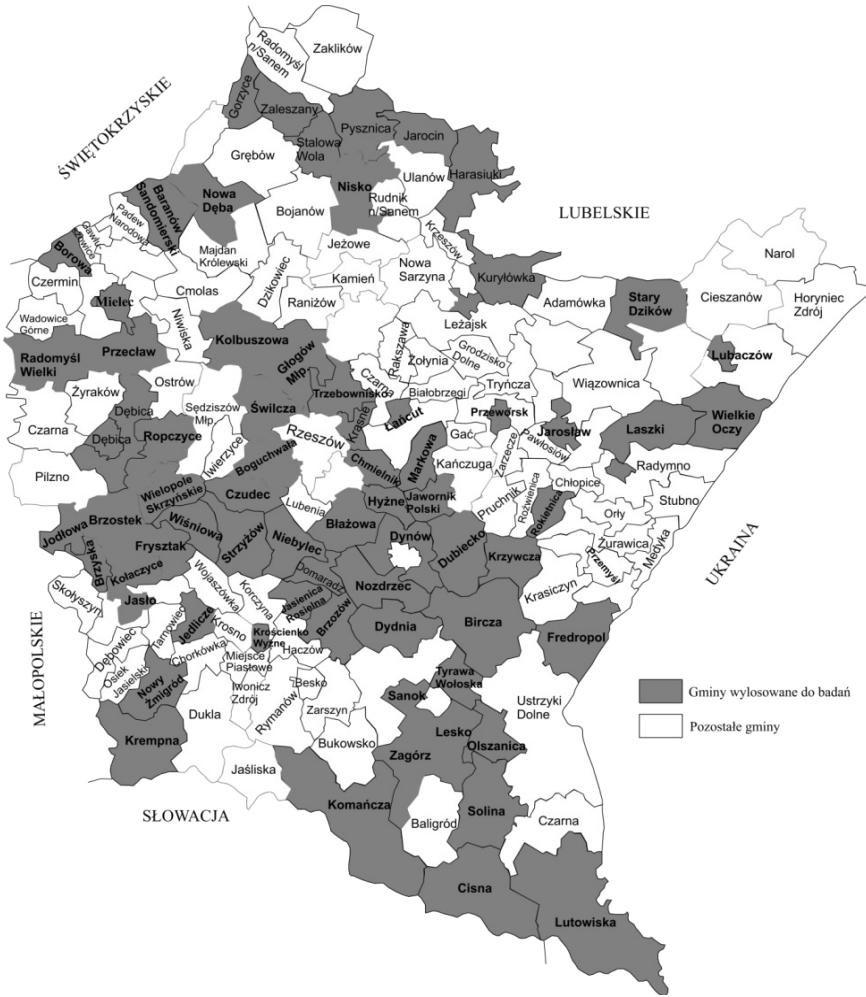 Radomyśl
n/Sanem
Zaklików
ŚWIĘTOKRZYSKIE
Gorzyce
Zaleszany
Pysznica
Stalowa
Wola
Jarocin
Grębów
Harasiuki
Ulanów
Nisko
Rudnik
n/Sanem
Baranów
Sandomierski
Nowa
Dęba
Bojanów
LUBELSKIE
Padew
Narodowa
Gawłu-
szowice
Borowa
Krzeszów
Majdan
Królewski
Jeżowe
Narol
Czermin
Cmolas
Dzikowiec
Kamień
Nowa
Sarzyna
Kuryłówka
Mielec
Raniżów
Adamówka
Stary
Dzików
Cieszanów
Horyniec
Zdrój
Wadowice
Górne
Niwiska
Kolbuszowa
Leżajsk
Rakszawa
Żołynia
Grodzisko
Dolne
Lubaczów
Radomyśl
Wielki
Przecław
Głogów
Młp.
Czarna
Tryńcza
Wiązownica
Ostrów
Żyraków
Sędziszów
Młp.
Trzebownisko
Białobrzegi
Dębica
Świlcza
Krasne
Łańcut
Przeworsk
Jarosław
Laszki
Wielkie
Oczy
Czarna
Dębica
Ropczyce
Iwierzyce
Rzeszów
Gać
Pawłosiów
Markowa
Zarzecze
Pilzno
Boguchwała
Chmielnik
Kańczuga
Radymno
Wielopole
Skrzyńskie
Czudec
Hyżne
Jawornik
Polski
Pruchnik
Roźwienica
Rokietnica
Chłopice
Stubno
Lubenia
Orły
Jodłowa
Brzostek
Wiśniowa
Strzyżów
Błażowa
Dynów
Dubiecko
Żurawica
Medyka
Frysztak
Niebylec
Krzywcza
Przemyśl
UKRAINA
Brzyska
Kołaczyce
Domaradz
Nozdrzec
Krasiczyn
Skołyszyn
Wojaszówka
Korczyna
Jasienica
Rosielna
Brzozów
Jasło
Tarnowiec
Jedlicze
Krosno
Krościenko
Wyżne
Dydnia
Bircza
Fredropol
MAŁOPOLSKIE
Dębowiec
Chorkówka
Haczów
Osiek
Jasielski
Miejsce
Piastowe
Nowy
Żmigród
Iwonicz
Zdrój
Besko
Tyrawa
Wołoska
Sanok
Ustrzyki
Dolne
Gminy wylosowane do badań
Dukla
Rymanów
Zarszyn
Krempna
Bukowsko
Lesko
Olszanica
Pozostałe gminy
Zagórz
Jaśliska
Komańcza
Solina
SŁOWACJA
Baligród
Czarna
Cisna
Lutowiska